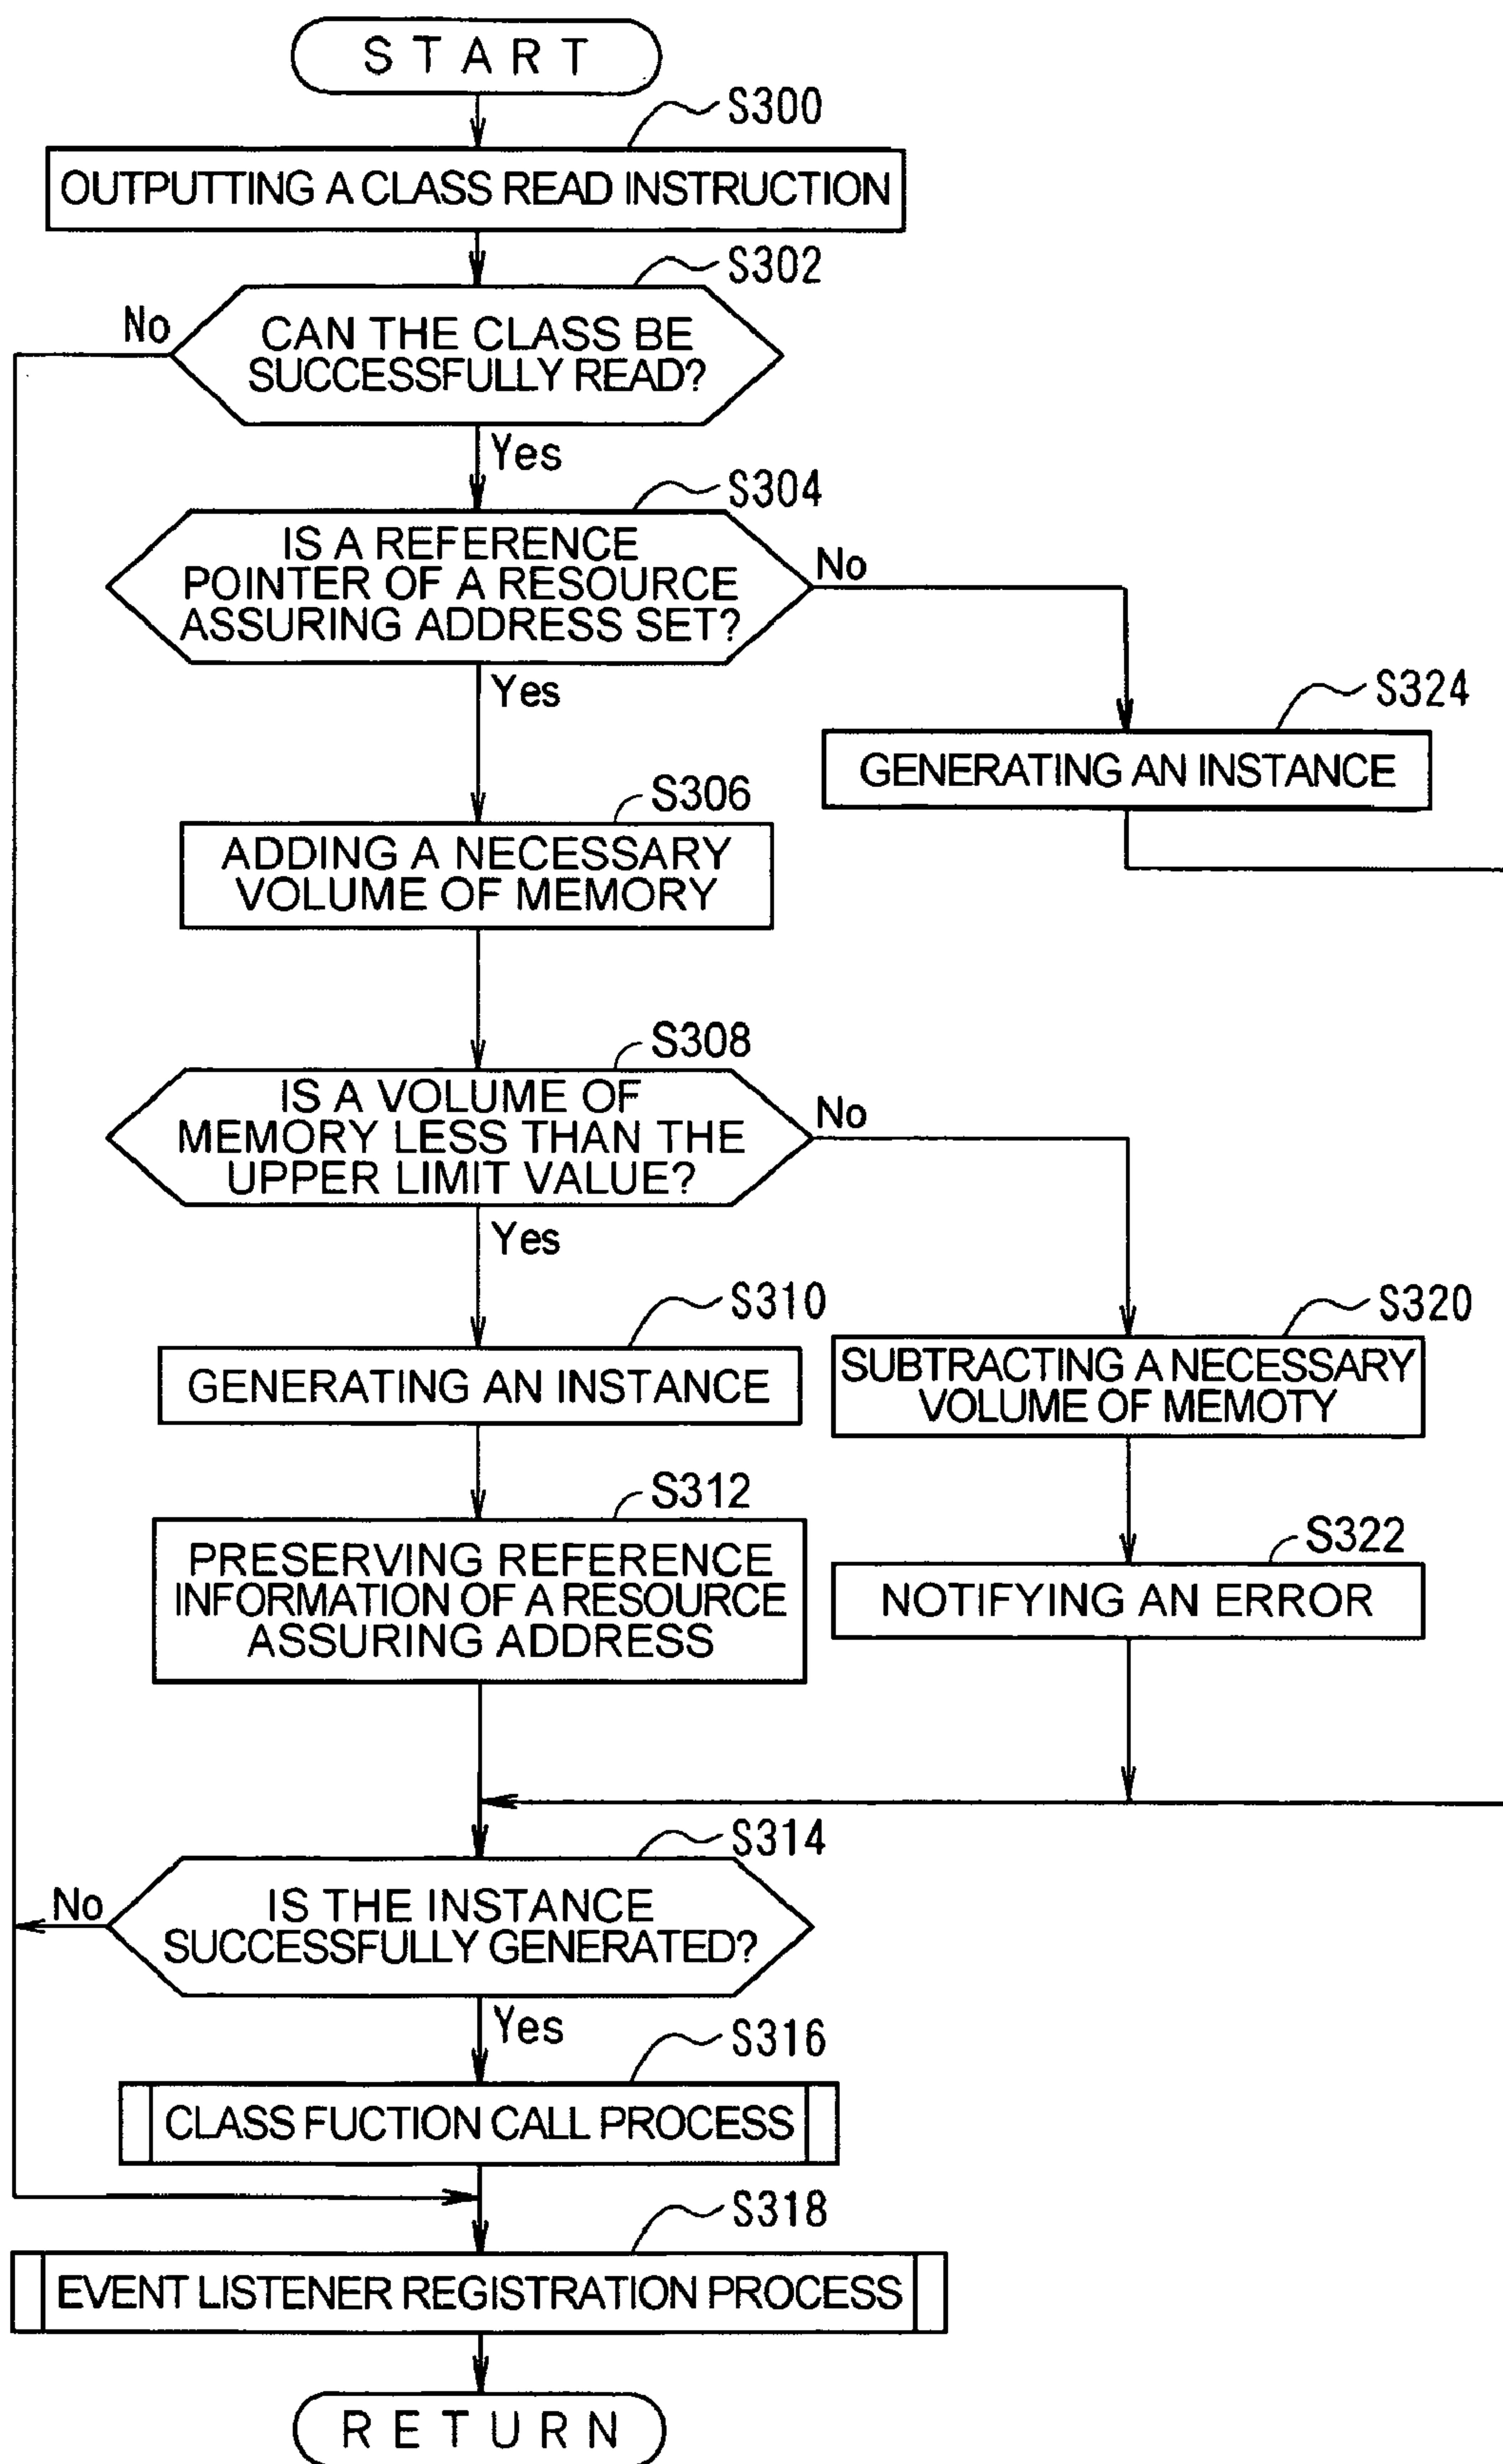 START
S300
OUTPUTTING A CLASS READ INSTRUCTION
S302
No
CAN THE CLASS BE
SUCCESSFULLY READ?
Yes
S304
IS A REFERENCE
POINTER OF A RESOURCE
ASSURING ADDRESS SET?
No
Yes
S324
GENERATING AN INSTANCE
S306
ADDING A NECESSARY
VOLUME OF MEMORY
S308
IS A VOLUME OF
MEMORY LESS THAN THE
UPPER LIMIT VALUE?
No
Yes
S310
GENERATING AN INSTANCE
S320
SUBTRACTING A NECESSARY
VOLUME OF MEMOTY
S312
PRESERVING REFERENCE
INFORMATION OF A RESOURCE
ASSURING ADDRESS
S322
NOTIFYING AN ERROR
S314
No
IS THE INSTANCE
SUCCESSFULLY GENERATED?
Yes
S316
CLASS FUCTION CALL PROCESS
S318
EVENT LISTENER REGISTRATION PROCESS
RETURN